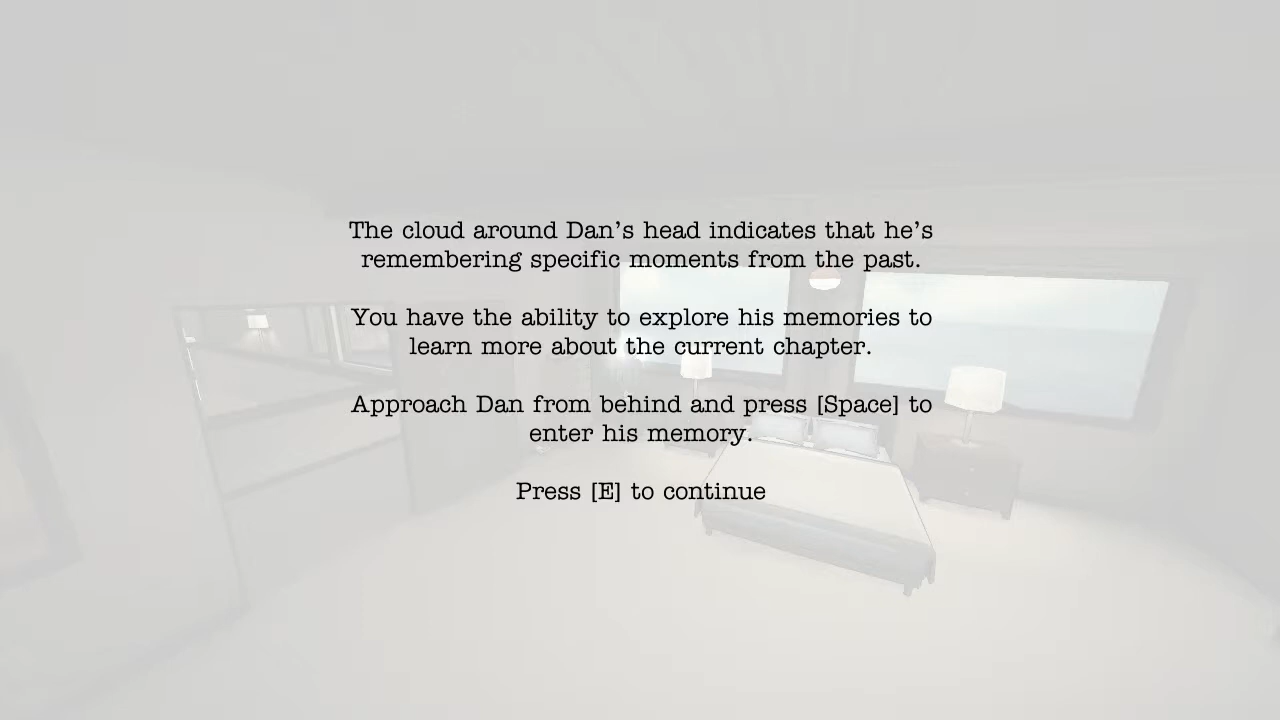 The cloud around Dan's head indicates that he's
remembering specific moments from the past.
You have the ability to explore his memories to
learn more about the current chapter.
Approach Dan from behind and press [Space] to
enter his memory.
Press [E] to continue